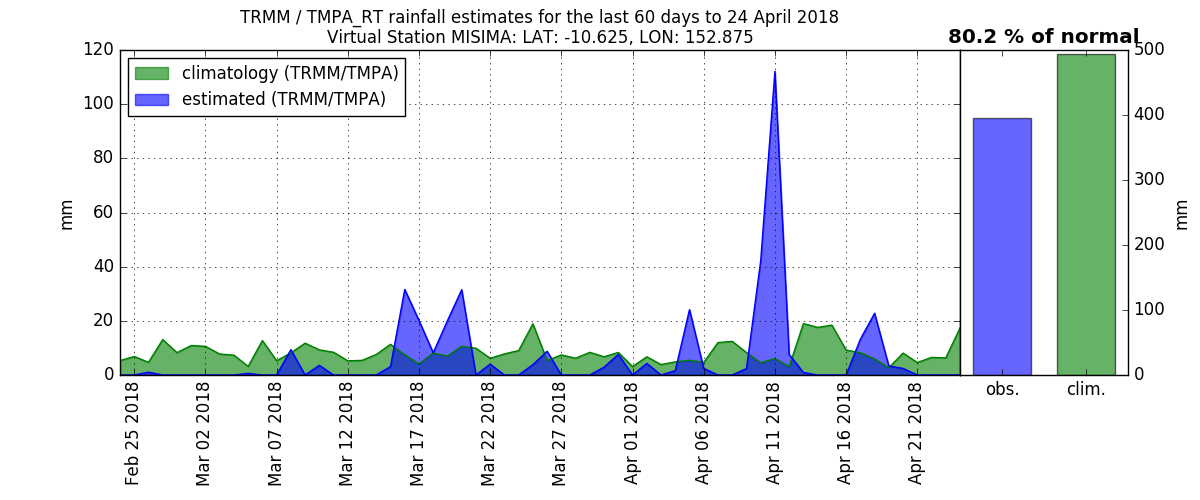 TRMM / TMPA_RT rainfall estimates for the last 60 days to 24 April 2018
Virtual Station MISIMA: LAT: -10.625, LON: 152.875
80.2 % of normal
climatology (TRMM/TMPA)
estimated (TRMM/TMPA)
120
100
80
60
40
20
0
mm
Feb 25 2018
Mar 02 2018
Mar 07 2018
Mar 12 2018
Mar 17 2018
Mar 22 2018
Mar 27 2018
Apr 01 2018
Apr 06 2018
Apr 11 2018
Apr 16 2018
Apr 21 2018
obs.
clim.
500
400
300
200
100
0
mm